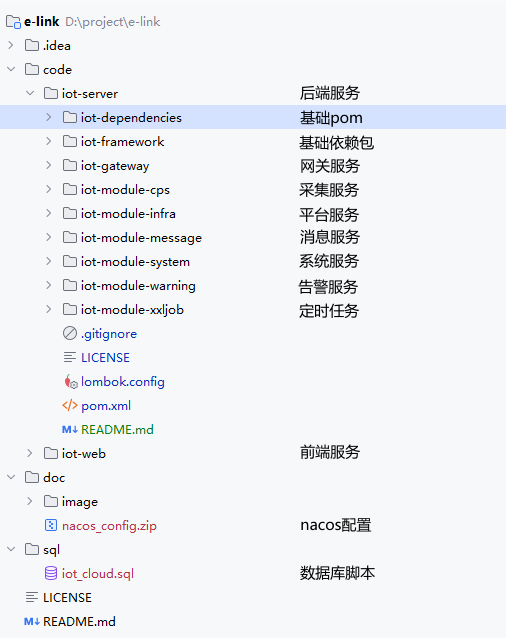 e-link D:\project\e-link
.idea
code
iot-server 后端服务
iot-dependencies 基础pom
iot-framework 基础依赖包
iot-gateway 网关服务
iot-module-cps 采集服务
iot-module-infra 平台服务
iot-module-message 消息服务
iot-module-system 系统服务
iot-module-warning 告警服务
iot-module-xxljob 定时任务
.gitignore
LICENSE
lombok.config
pom.xml
M↓ README.md
iot-web 前端服务
doc
image
nacos_config.zip nacos配置
sql
iot_cloud.sql 数据库脚本
LICENSE
M↓ README.md